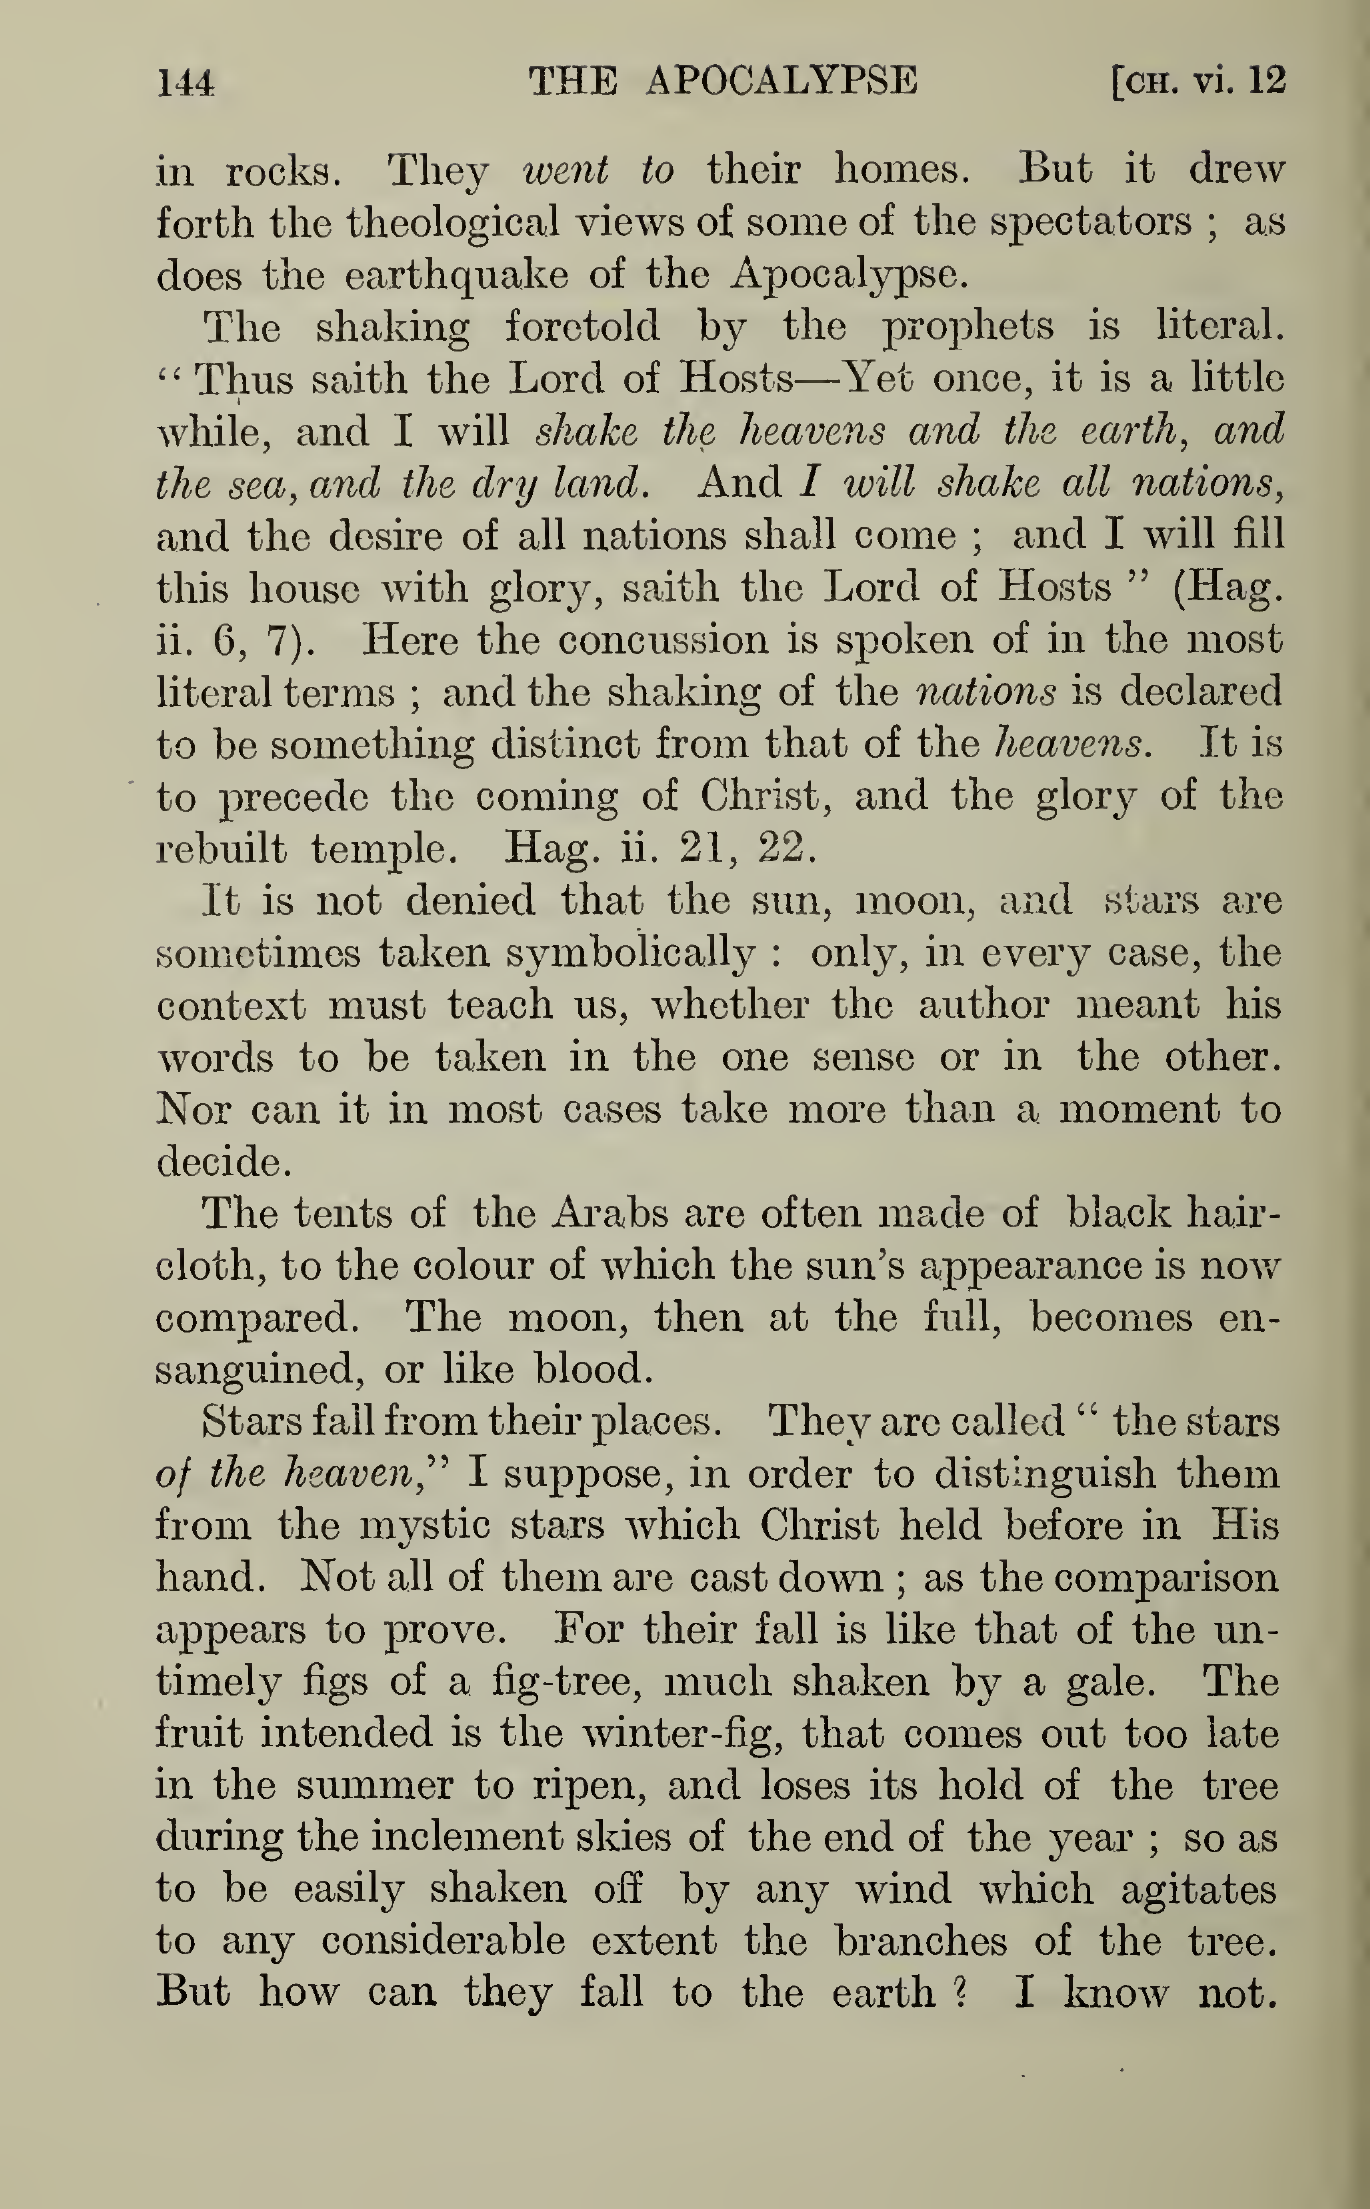 144 THE APOCALYPSE [CH. vi. 12
in rocks. They went to their homes. But it drew
forth the theological views of some of the spectators ; as
does the earthquake of the Apocalypse.
The shaking foretold by the prophets is literal.
“ Thus saith the Lord of Hosts—Yet once, it is a little
while, and I will shake the heavens and the earth, and
the sea, and the dry land. And I will shake all nations,
and the desire of all nations shall come ; and I will fill
this house with glory, saith the Lord of Hosts ” (Hag.
ii. 6, 7). Here the concussion is spoken of in the most
literal terms ; and the shaking of the nations is declared
to be something distinct from that of the heavens. It is
to precede the coming of Christ, and the glory of the
rebuilt temple. Hag. ii. 21, 22.
It is not denied that the sun, moon, and stars are
sometimes taken symbolically : only, in every case, the
context must teach us, whether the author meant his
words to be taken in the one sense or in the other.
Nor can it in most cases take more than a moment to
decide.
The tents of the Arabs are often made of black hair-
cloth, to the colour of which the sun’s appearance is now
compared. The moon, then at the full, becomes en-
sanguined, or like blood.
Stars fall from their places. They are called “ the stars
of the heaven,” I suppose, in order to distinguish them
from the mystic stars which Christ held before in His
hand. Not all of them are cast down ; as the comparison
appears to prove. For their fall is like that of the un-
timely figs of a fig-tree, much shaken by a gale. The
fruit intended is the winter-fig, that comes out too late
in the summer to ripen, and loses its hold of the tree
during the inclement skies of the end of the year ; so as
to be easily shaken off by any wind which agitates
to any considerable extent the branches of the tree.
But how can they fall to the earth ? I know not.